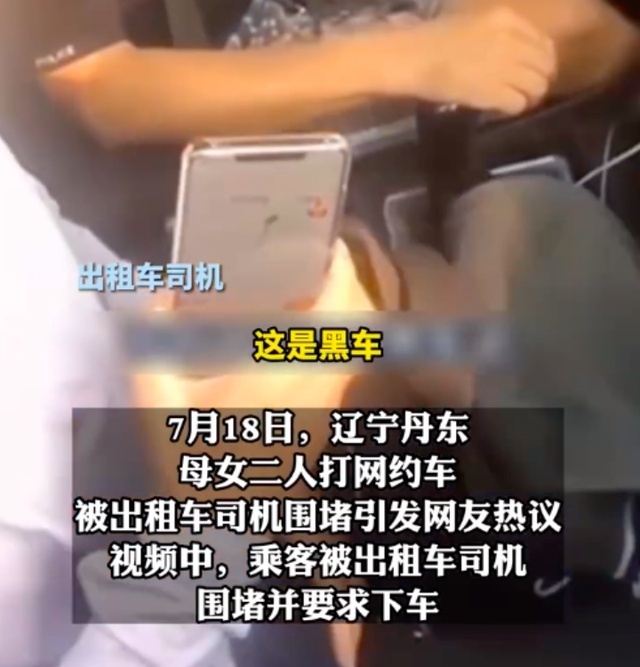 出租车司机
这是黑车
7月18日，辽宁丹东
母女二人打网约车
被出租车司机围堵引发网友热议
视频中，乘客被出租车司机
围堵并要求下车